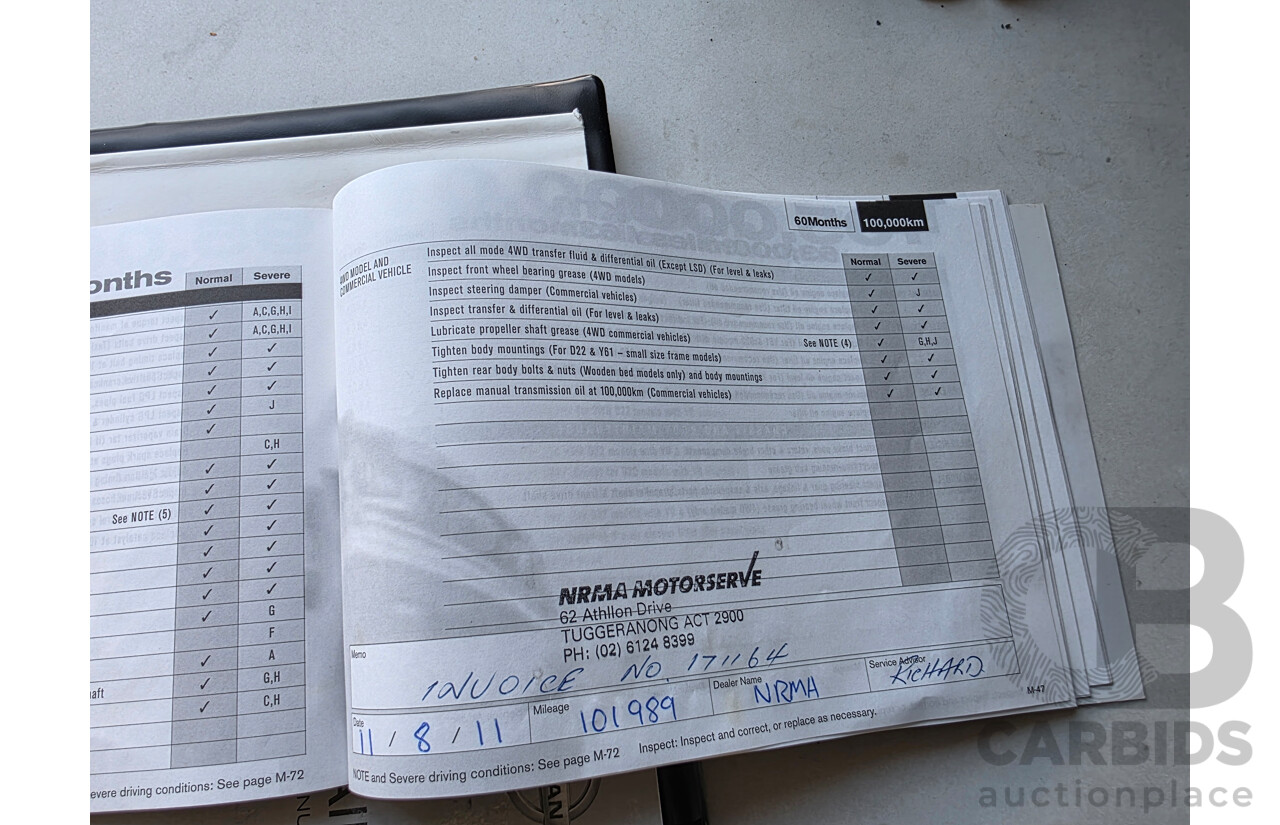 onths
Normal Severe
✓ A,C,G,H,I
✓ A,C,G,H,I
✓ ✓
✓ ✓
✓ ✓
✓ J
✓
C,H
✓ ✓
✓ ✓
See NOTE (5) ✓ ✓
✓ ✓
✓ ✓
✓ ✓
✓ ✓
✓ G
F
✓ A
aft ✓ G,H
✓ C,H
evere driving conditions: See page M-72
60Months 100,000km
Normal Severe
4WD MODEL AND
COMMERCIAL VEHICLE
Inspect all mode 4WD transfer fluid & differential oil (Except LSD) (For level & leaks) ✓ ✓
Inspect front wheel bearing grease (4WD models) ✓ J
Inspect steering damper (Commercial vehicles) ✓ ✓
Inspect transfer & differential oil (For level & leaks) ✓ ✓
Lubricate propeller shaft grease (4WD commercial vehicles) See NOTE (4) ✓ G,H,J
Tighten body mountings (For D22 & Y61 – small size frame models) ✓ ✓
Tighten rear body bolts & nuts (Wooden bed models only) and body mountings ✓ ✓
Replace manual transmission oil at 100,000km (Commercial vehicles) ✓ ✓
NRMA MOTORSERVE
62 Athllon Drive
TUGGERANONG ACT 2900
PH: (02) 6124 8399
Memo
INVOICE NO. 171164
Date 11 / 8 / 11 Mileage 101989 Dealer Name NRMA Service Advisor RICHARD
M-47
NOTE and Severe driving conditions: See page M-72 Inspect: Inspect and correct, or replace as necessary.
CARBIDS
auctionplace